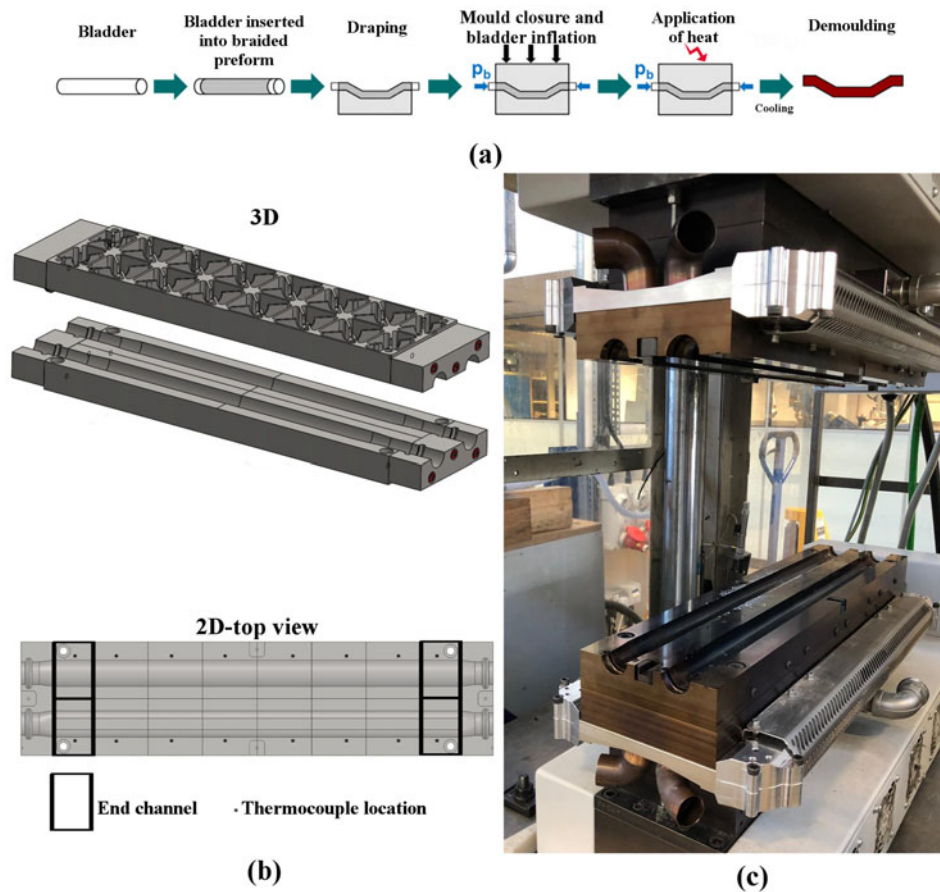 Bladder
Bladder inserted
into braided
preform
Draping
Mould closure and
bladder inflation
Application
of heat
Demoulding
pb
pb
Cooling
(a)
3D
2D-top view
End channel
Thermocouple location
(b)
(c)